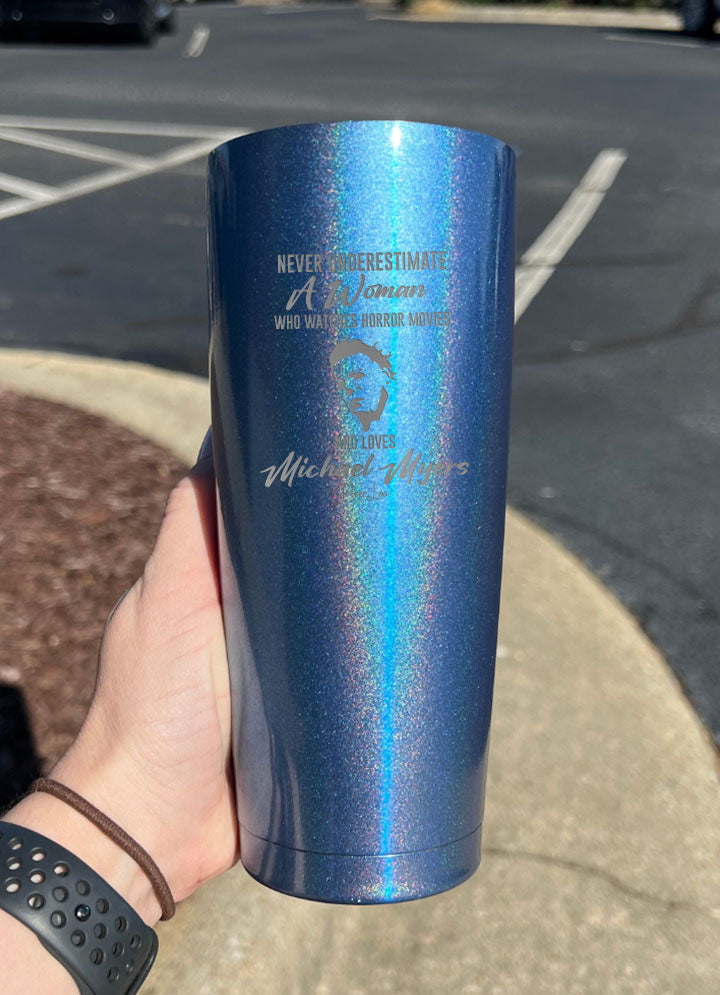 NEVER UNDERESTIMATE
A Woman
WHO WATCHES HORROR MOVIES
AND LOVES
Michael Myers